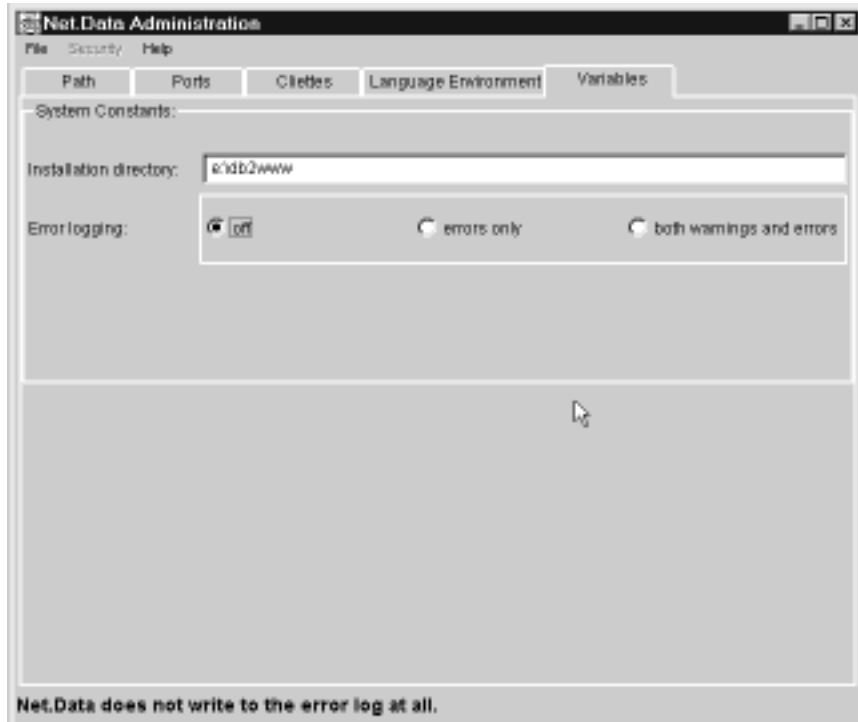 Net.Data Administration
File Security Help
Path Ports Cliettes Language Environment Variables
System Constants:
Installation directory: e:\db2www
Error logging: off errors only both warnings and errors
Net.Data does not write to the error log at all.